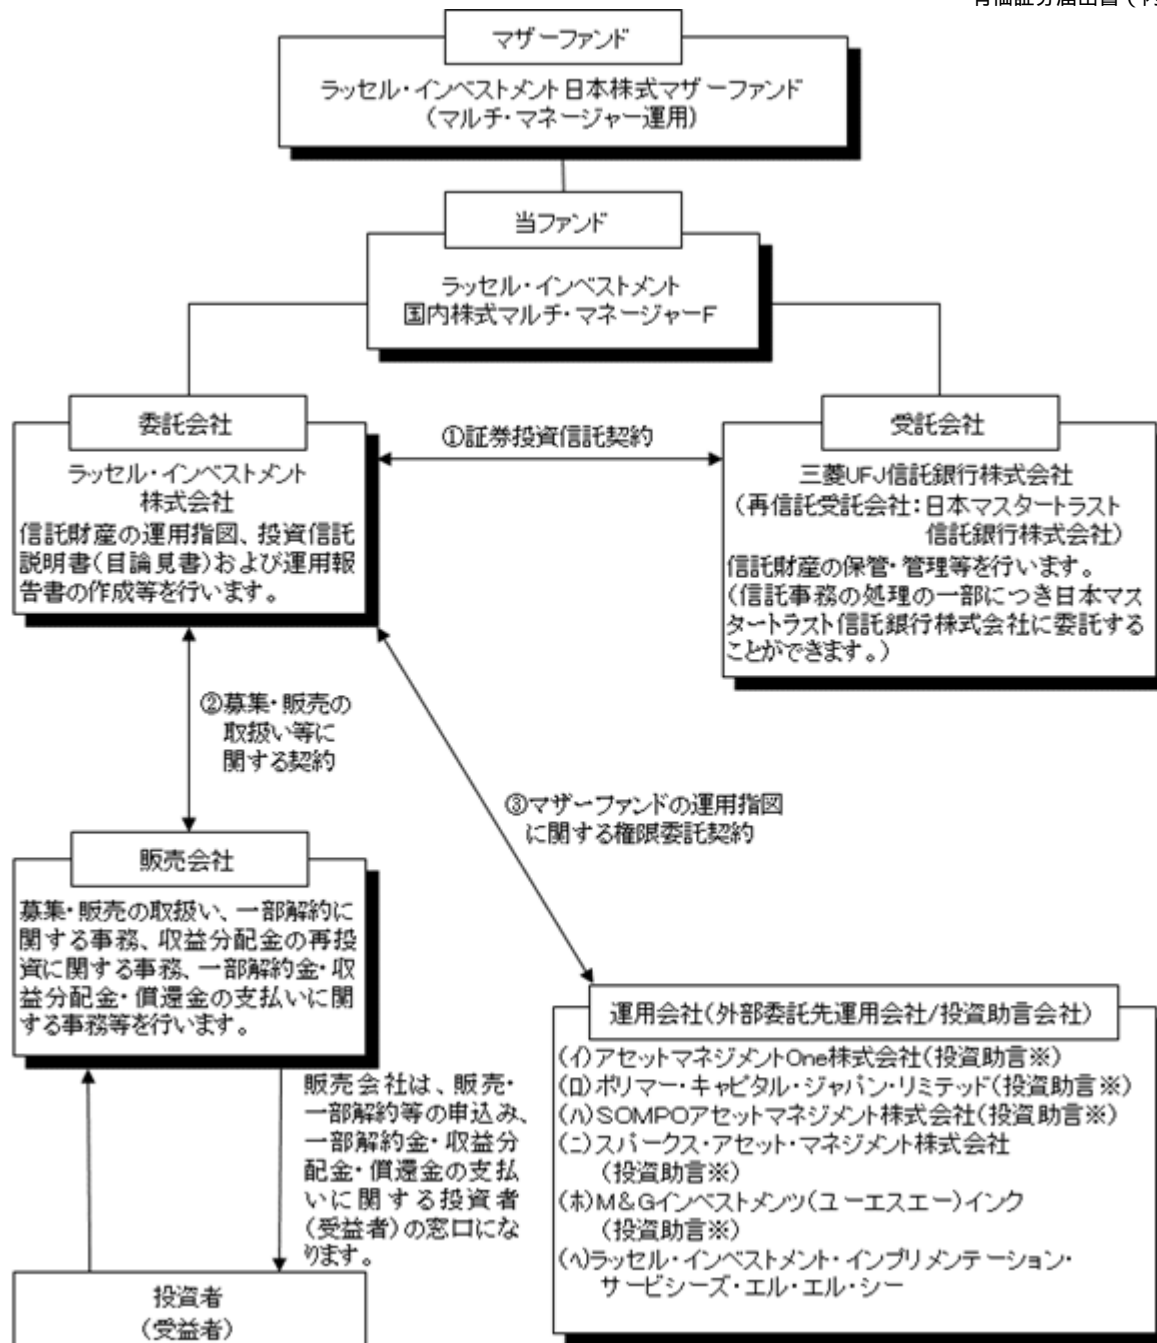 マザーファンド
ラッセル・インベストメント日本株式マザーファンド
(マルチ・マネージャー運用)
当ファンド
ラッセル・インベストメント
国内株式マルチ・マネージャーF
委託会社
ラッセル・インベストメント
株式会社
信託財産の運用指図、投資信託
説明書(目論見書)および運用報
告書の作成等を行います。
①証券投資信託契約
受託会社
三菱UFJ信託銀行株式会社
(再信託受託会社:日本マスタートラスト
信託銀行株式会社)
信託財産の保管・管理等を行います。
(信託事務の処理の一部につき日本マス
タートラスト信託銀行株式会社に委託する
ことができます。)
②募集・販売の
取扱い等に
関する契約
③マザーファンドの運用指図
に関する権限委託契約
販売会社
募集・販売の取扱い、一部解約に
関する事務、収益分配金の再投
資に関する事務、一部解約金・収
益分配金・償還金の支払いに関
する事務等を行います。
販売会社は、販売・
一部解約等の申込み、
一部解約金・収益分
配金・償還金の支払
いに関する投資者
(受益者)の窓口にな
ります。
投資者
(受益者)
運用会社(外部委託先運用会社/投資助言会社)
(イ)アセットマネジメントOne株式会社(投資助言※)
(ロ)ポリマー・キャピタル・ジャパン・リミテッド(投資助言※)
(ハ)SOMPOアセットマネジメント株式会社(投資助言※)
(ニ)スパークス・アセット・マネジメント株式会社
(投資助言※)
(ホ)M&Gインベストメンツ(ユーエスエー)インク
(投資助言※)
(ヘ)ラッセル・インベストメント・インプリメンテーション・
サービシーズ・エル・エル・シー